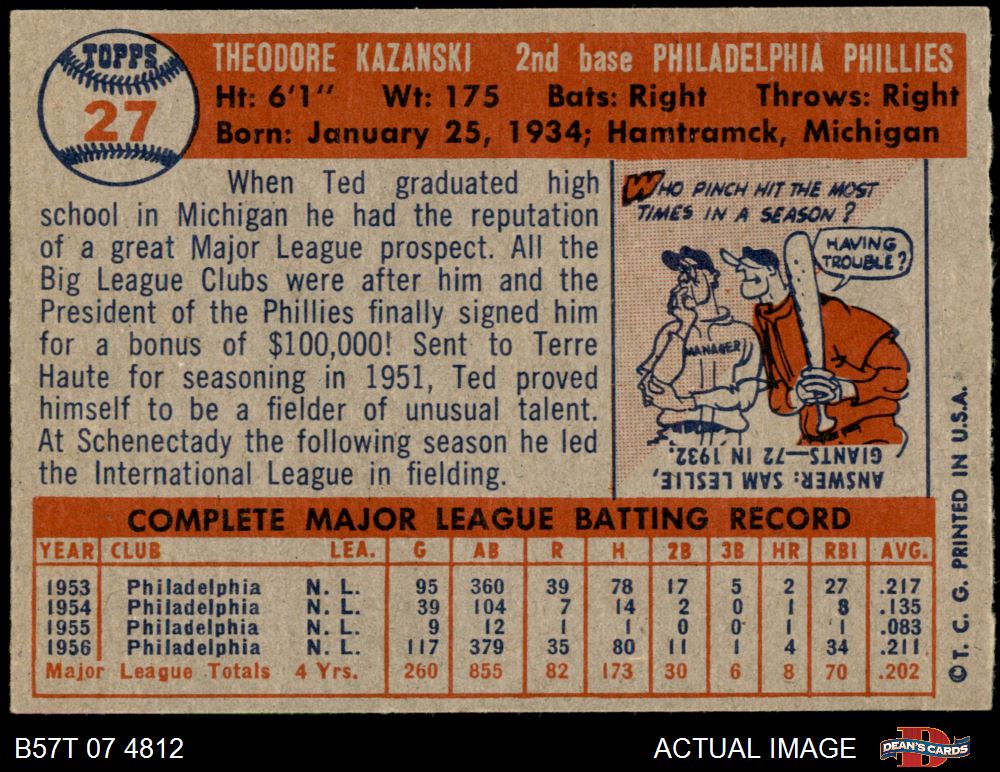 TOPPS
27
THEODORE KAZANSKI 2nd base PHILADELPHIA PHILLIES
Ht: 6'1" Wt: 175 Bats: Right Throws: Right
Born: January 25, 1934; Hamtramck, Michigan
When Ted graduated high
school in Michigan he had the reputation
of a great Major League prospect. All the
Big League Clubs were after him and the
President of the Phillies finally signed him
for a bonus of $100,000! Sent to Terre
Haute for seasoning in 1951, Ted proved
himself to be a fielder of unusual talent.
At Schenectady the following season he led
the International League in fielding.
WHO PINCH HIT THE MOST
TIMES IN A SEASON?
HAVING
TROUBLE?
MANAGER
ANSWER: SAM LESLIE,
GIANTS—72 IN 1932.
COMPLETE MAJOR LEAGUE BATTING RECORD
YEAR CLUB LEA. G AB R H 2B 3B HR RBI AVG.
1953 Philadelphia N. L. 95 360 39 78 17 5 2 27 .217
1954 Philadelphia N. L. 39 104 7 14 2 0 1 8 .135
1955 Philadelphia N. L. 9 12 1 1 0 0 1 1 .083
1956 Philadelphia N. L. 117 379 35 80 11 1 4 34 .211
Major League Totals 4 Yrs. 260 855 82 173 30 6 8 70 .202
©T. C. G. PRINTED IN U.S.A.
B57T 07 4812
ACTUAL IMAGE
DEAN'S CARDS